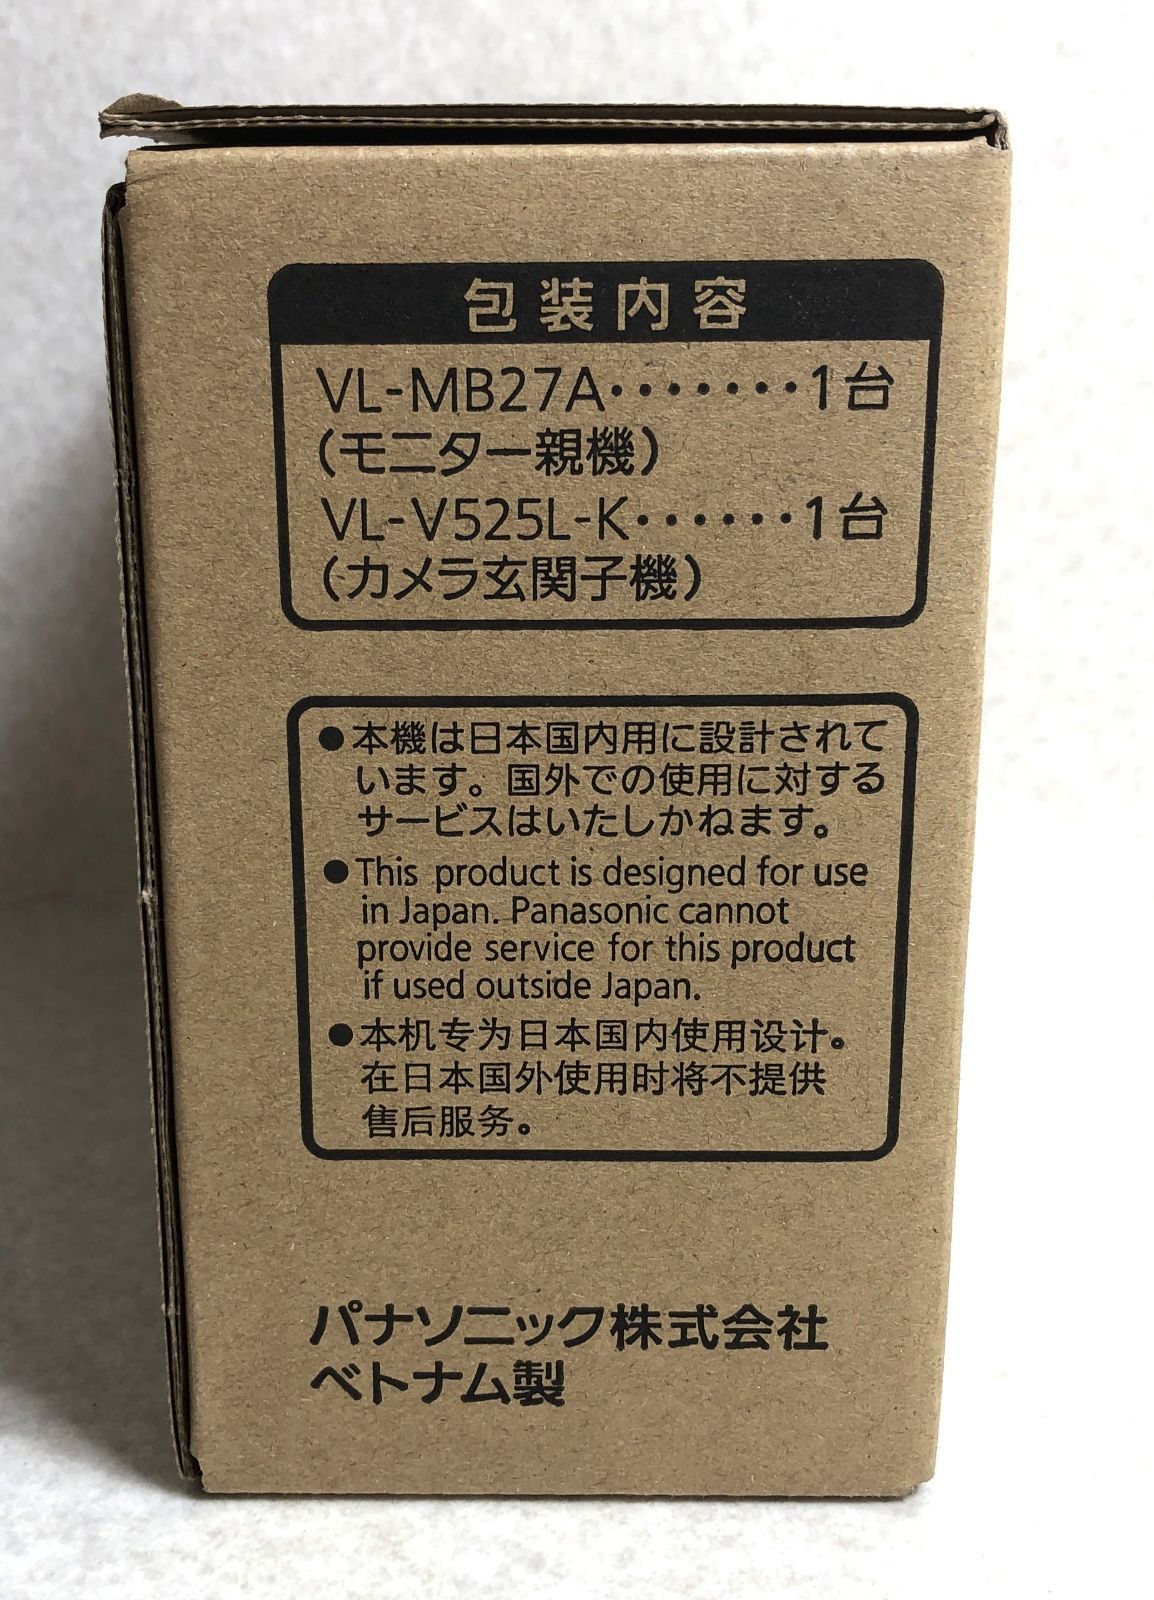 包装内容
VL-MB27A········1台
(モニター親機)
VL-V525L-K······1台
(カメラ玄関子機)
●本機は日本国内用に設計されて
います。国外での使用に対する
サービスはいたしかねます。
●This product is designed for use
in Japan. Panasonic cannot
provide service for this product
if used outside Japan.
●本机专为日本国内使用设计。
在日本国外使用时将不提供
售后服务。
パナソニック株式会社
ベトナム製